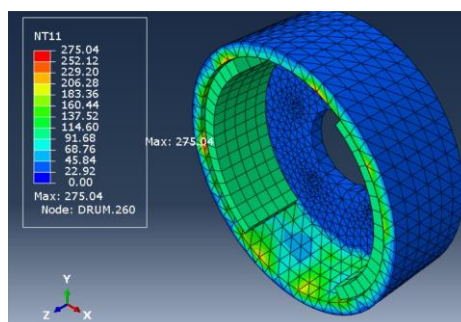 NT11
275.04
252.12
229.20
206.28
183.36
160.44
137.52
114.60
91.68
68.76
45.84
22.92
0.00
Max: 275.04
Node: DRUM.260
Max: 275.04
Y
Z
X